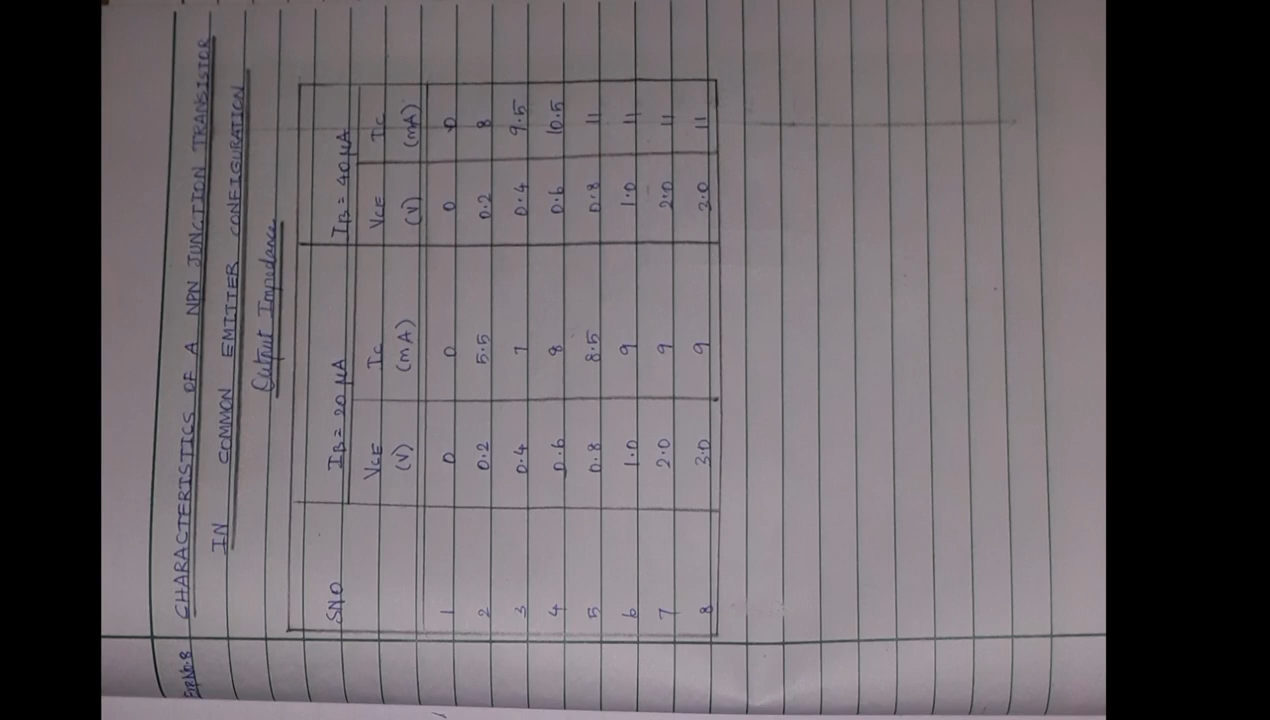 Exp.No.8 CHARACTERISTICS OF A NPN JUNCTION TRANSISTOR
IN COMMON EMITTER CONFIGURATION
Output Impedance
SNO IB = 20 μA IB = 40 μA
VCE IC VCE IC
(V) (mA) (V) (mA)
1 0 0 0 0
2 0.2 5.5 0.2 8
3 0.4 7 0.4 9.5
4 0.6 8 0.6 10.5
5 0.8 8.5 0.8 11
6 1.0 9 1.0 11
7 2.0 9 2.0 11
8 3.0 9 3.0 11